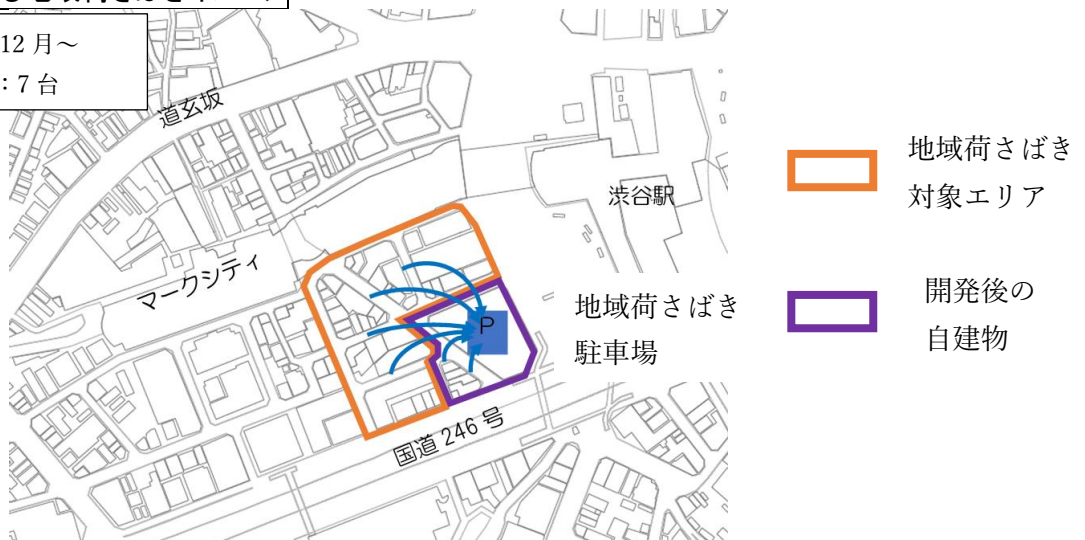 12 月～
：7 台
道玄坂
渋谷駅
マークシティ
P
国道 246 号
地域荷さばき
駐車場
地域荷さばき
対象エリア
開発後の
自建物